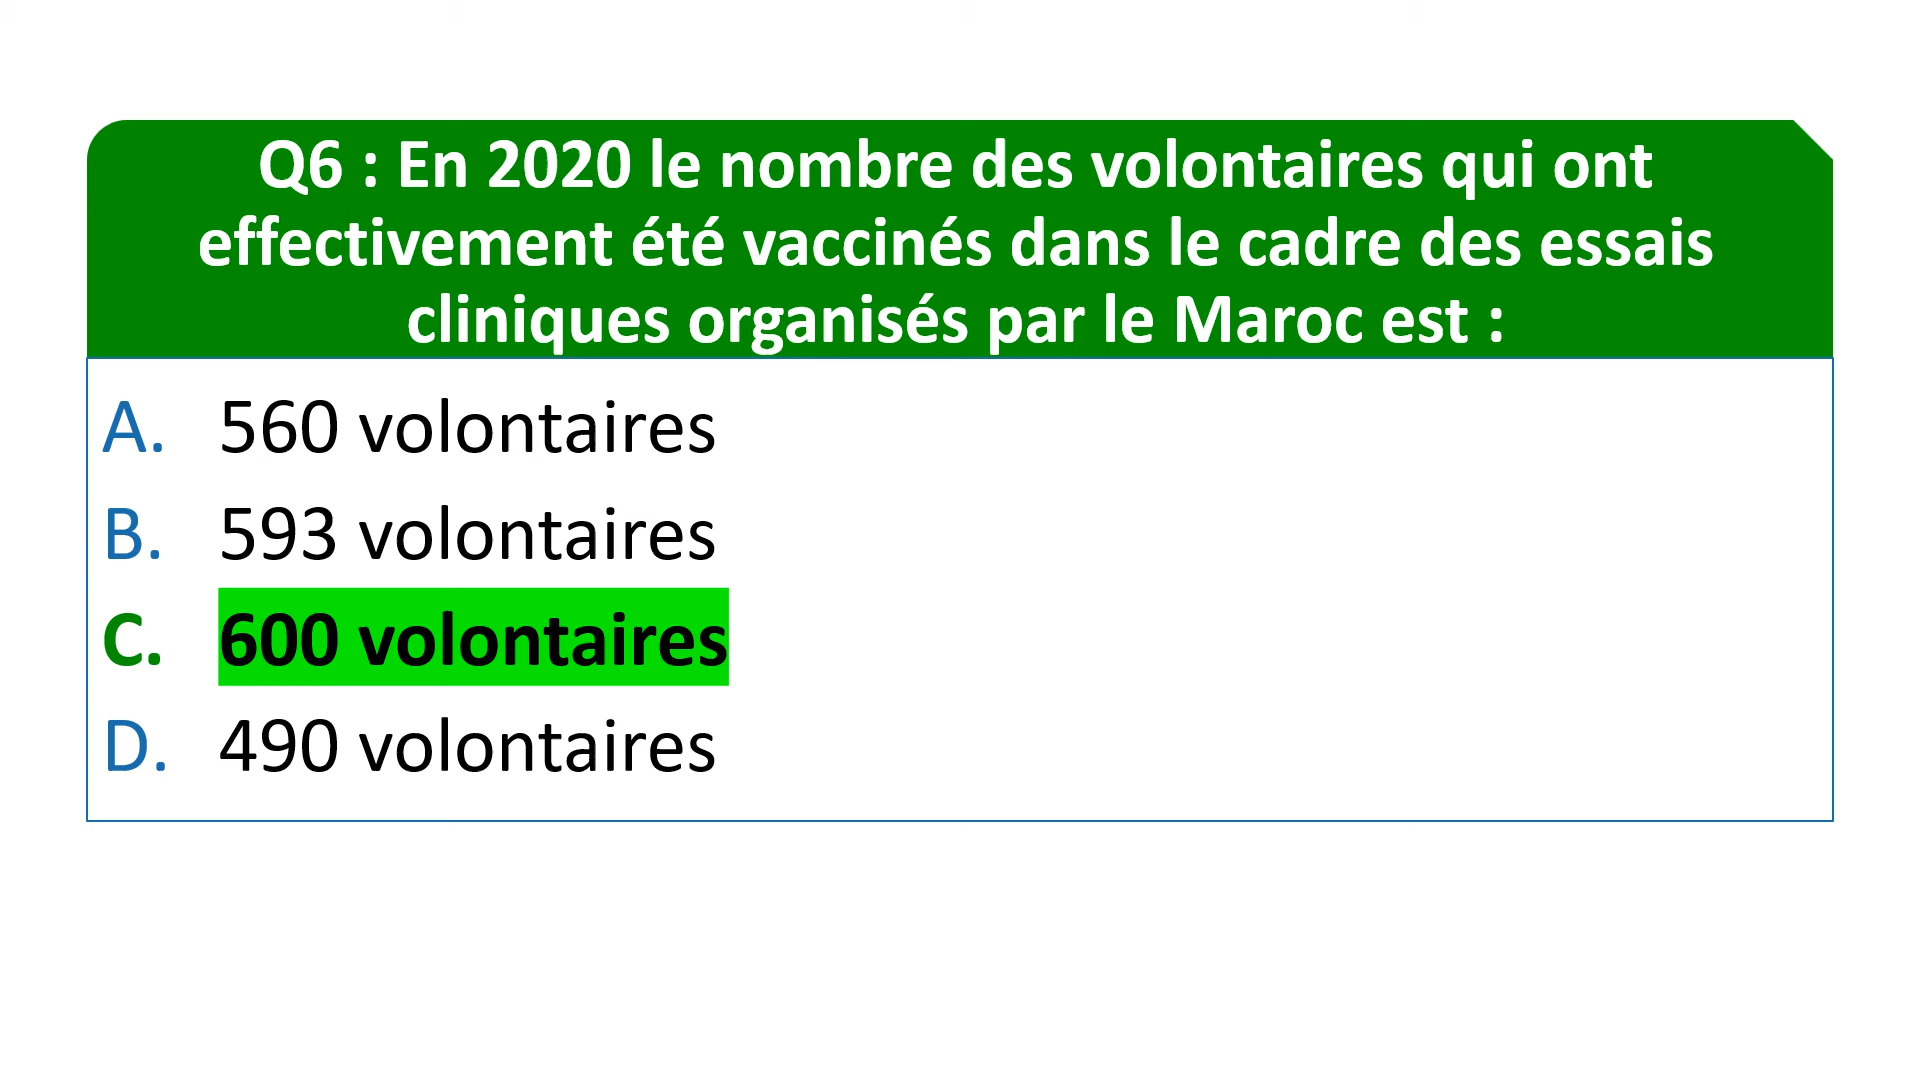 Q6 : En 2020 le nombre des volontaires qui ont
effectivement été vaccinés dans le cadre des essais
cliniques organisés par le Maroc est :
A. 560 volontaires
B. 593 volontaires
C. 600 volontaires
D. 490 volontaires